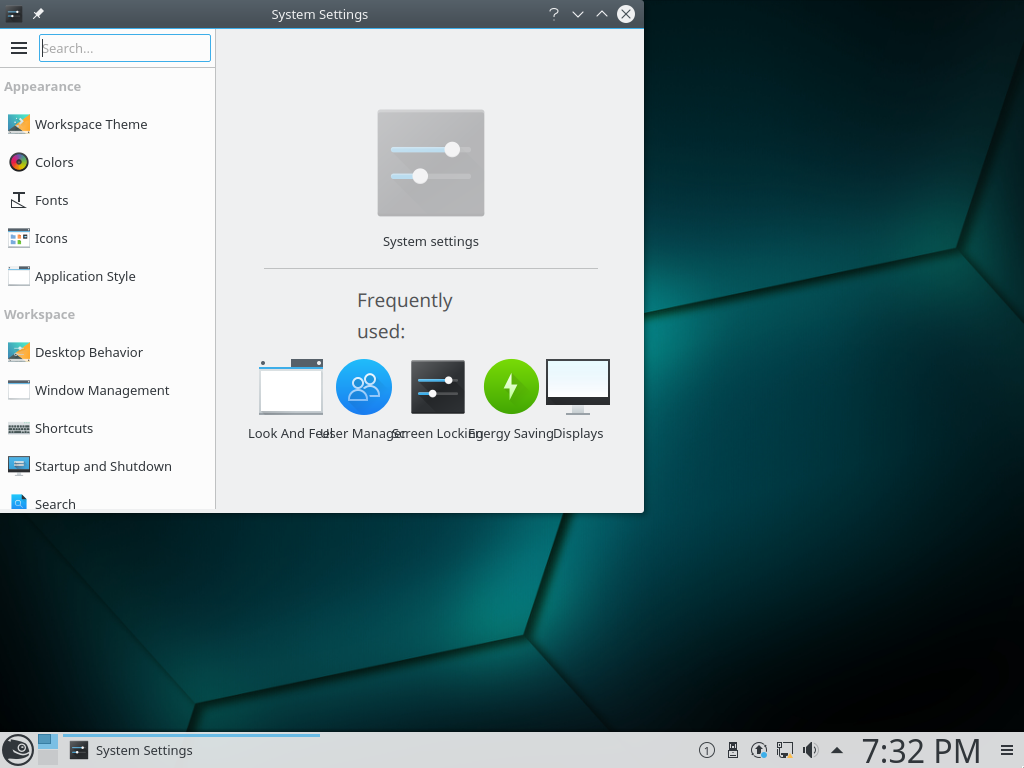 System Settings
Search...
Appearance
Workspace Theme
Colors
Fonts
Icons
Application Style
Workspace
Desktop Behavior
Window Management
Shortcuts
Startup and Shutdown
Search
System settings
Frequently
used:
Look And Feel User Manager Screen Locking Energy Saving Displays
System Settings
1
7:32 PM